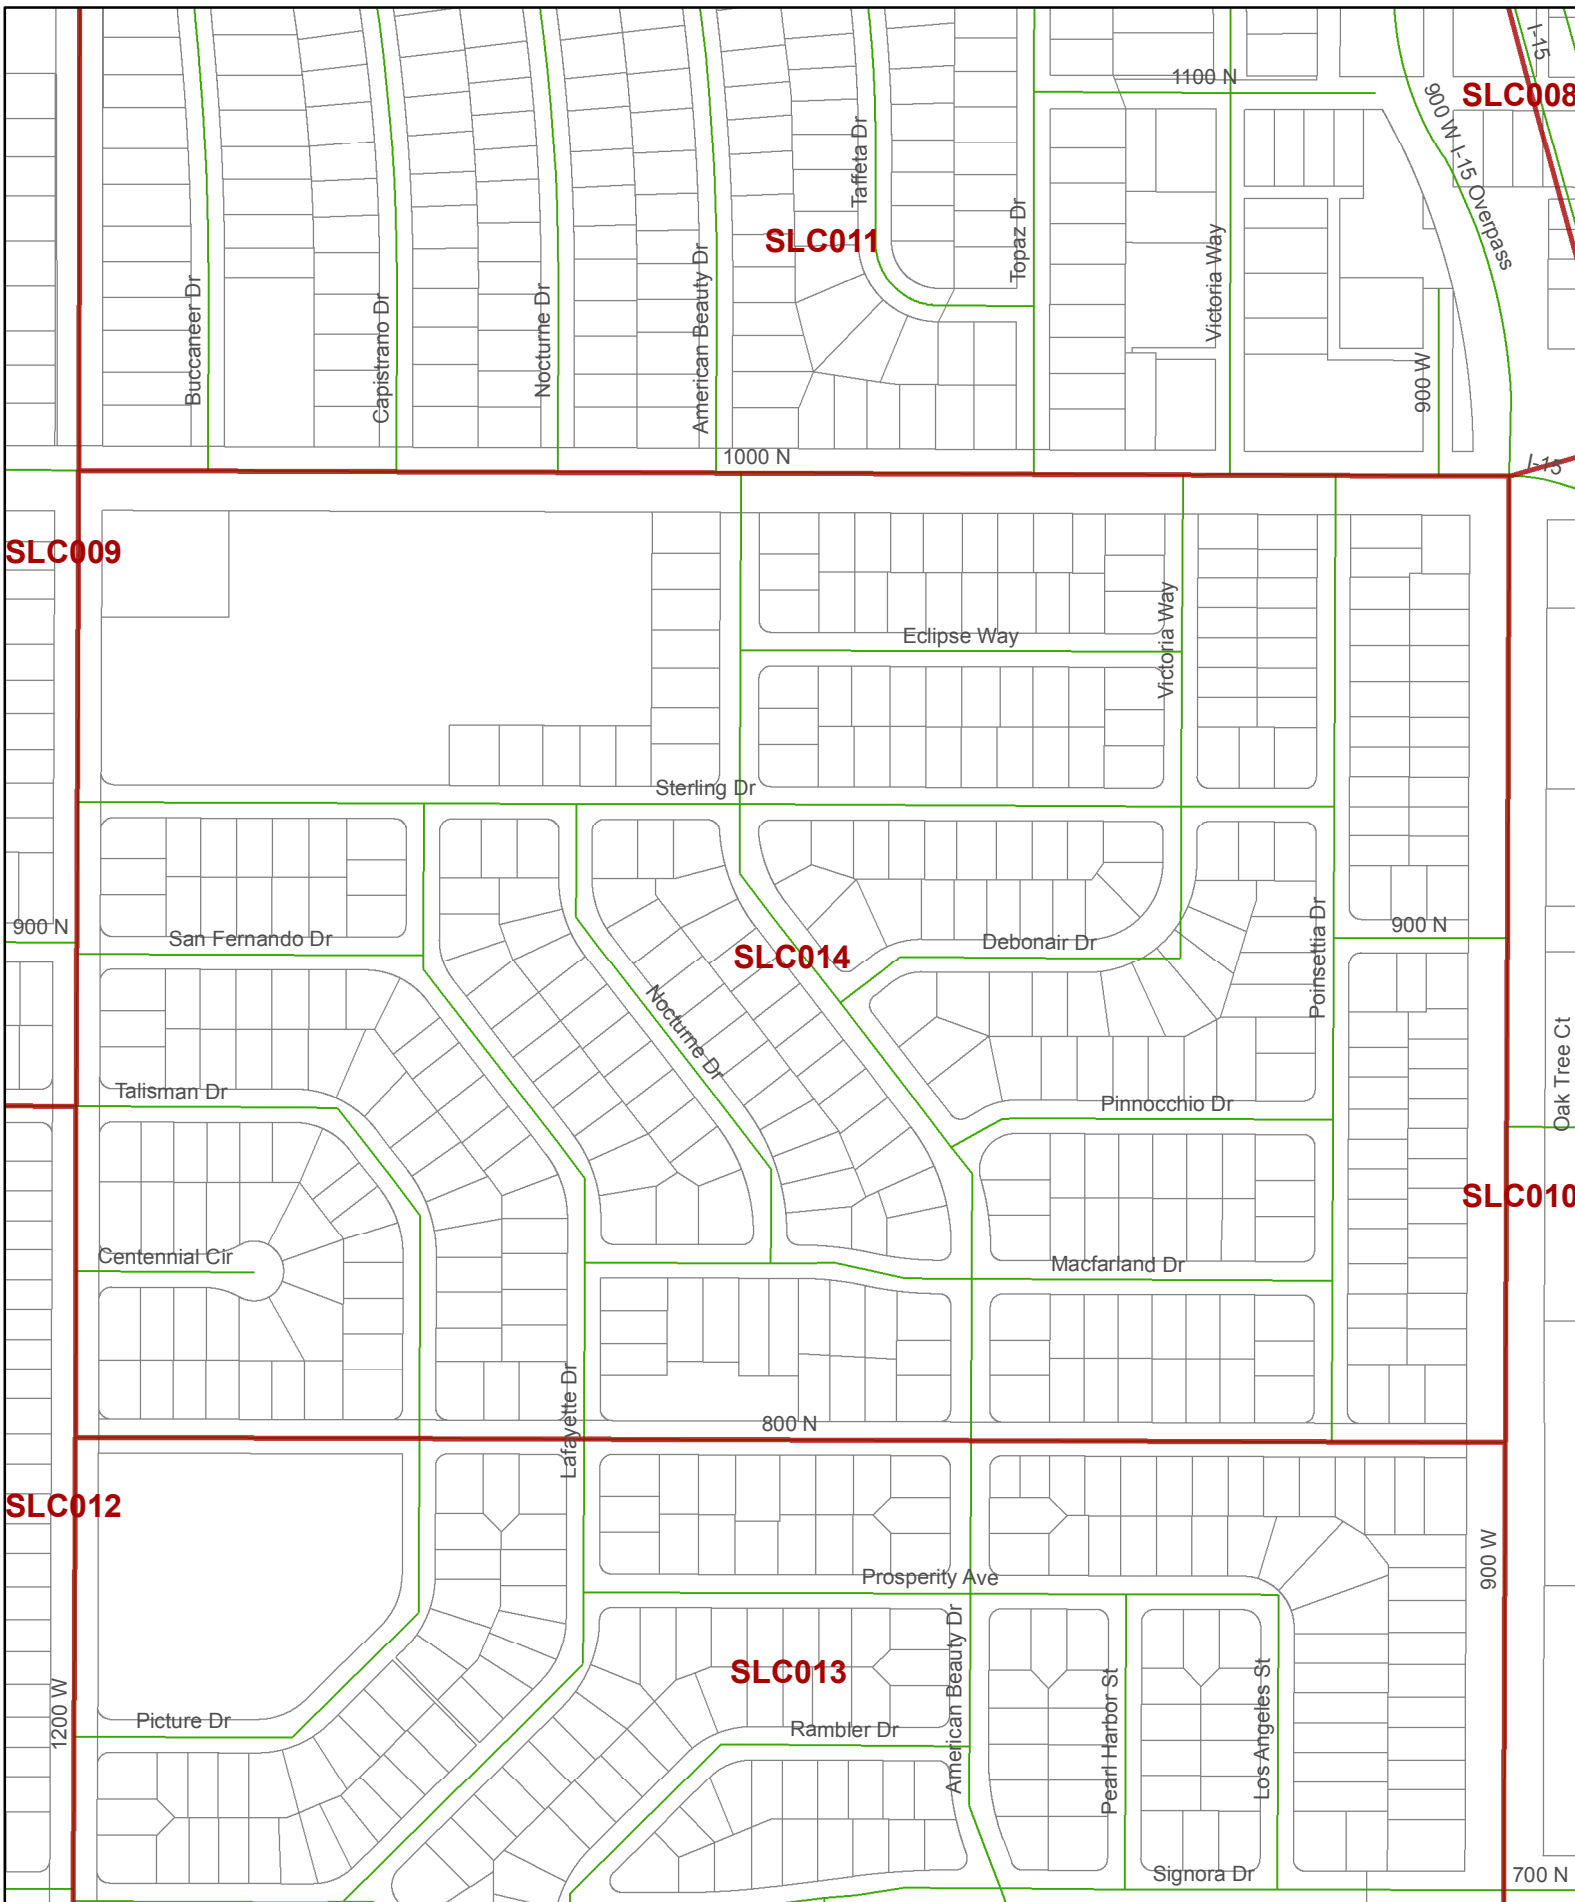 I-15
1100 N
SLC008
900 W I-15 Overpass
Taffeta Dr
SLC011
Topaz Dr
Victoria Way
Buccaneer Dr
Capistrano Dr
Nocturne Dr
American Beauty Dr
900 W
1000 N
I-15
SLC009
Eclipse Way
Victoria Way
Sterling Dr
900 N
San Fernando Dr
SLC014
Debonair Dr
Poinsettia Dr
900 N
Nocturne Dr
Oak Tree Ct
Talisman Dr
Pinnocchio Dr
SLC010
Centennial Cir
Macfarland Dr
Lafayette Dr
800 N
SLC012
900 W
Prosperity Ave
SLC013
American Beauty Dr
Pearl Harbor St
Los Angeles St
1200 W
Picture Dr
Rambler Dr
Signora Dr
700 N